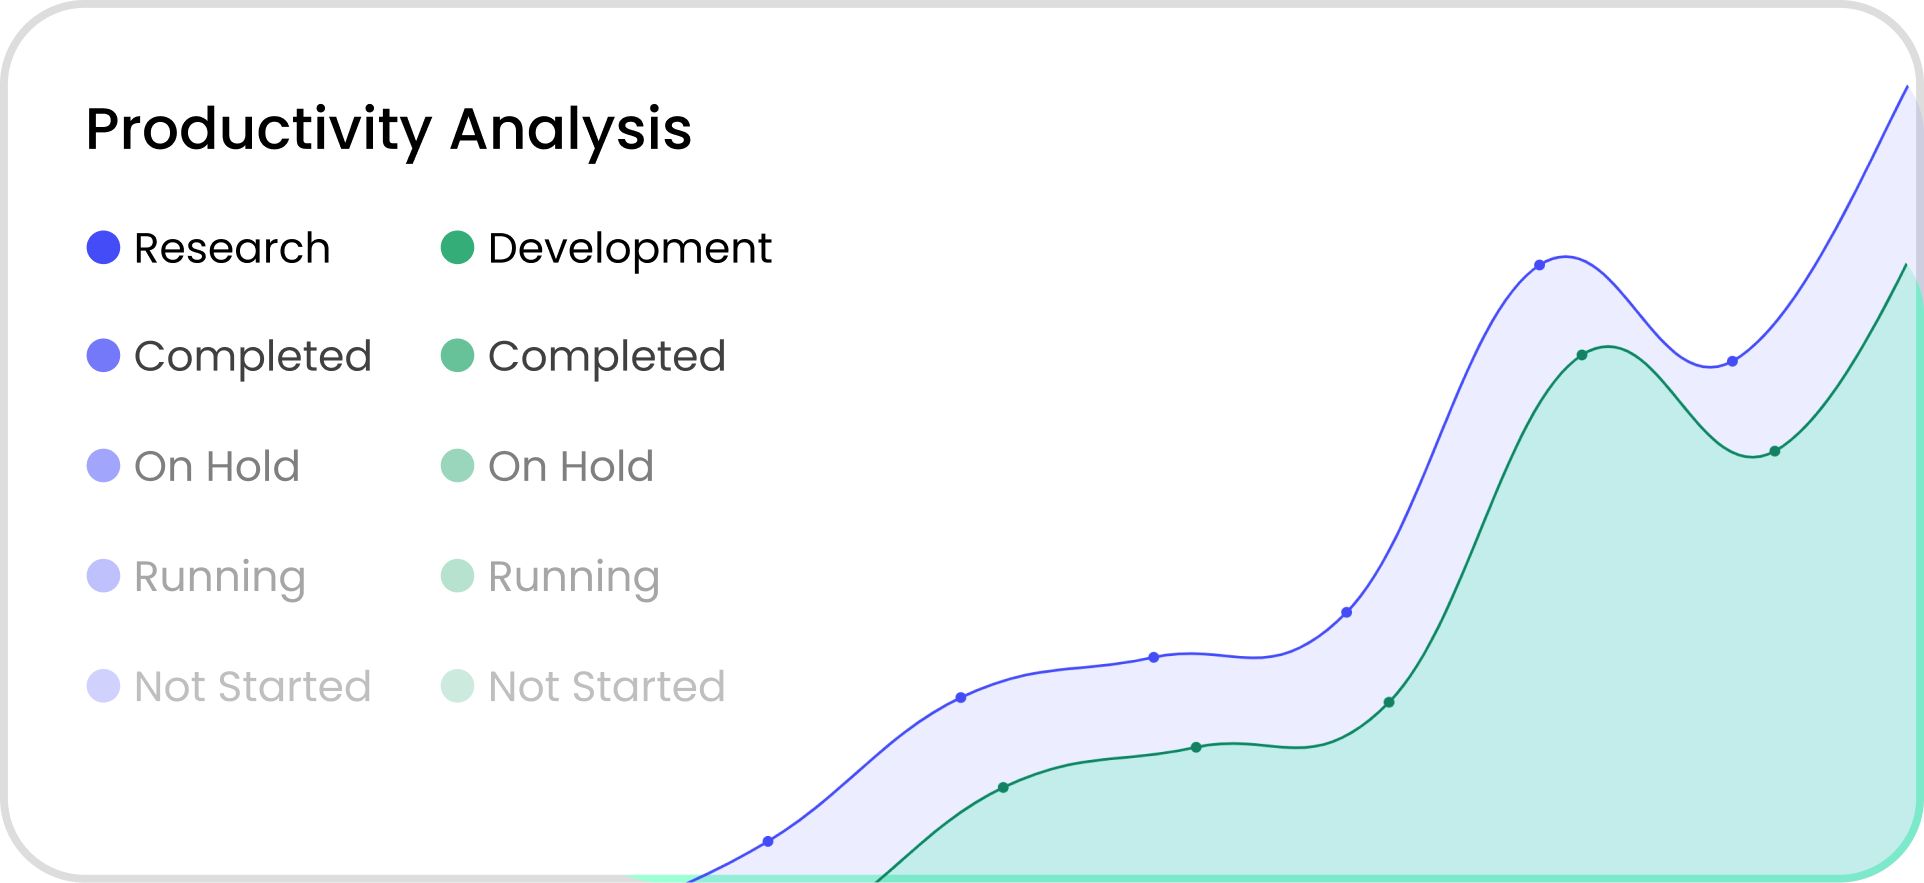 Productivity Analysis
Research Development
Completed Completed
On Hold On Hold
Running Running
Not Started Not Started